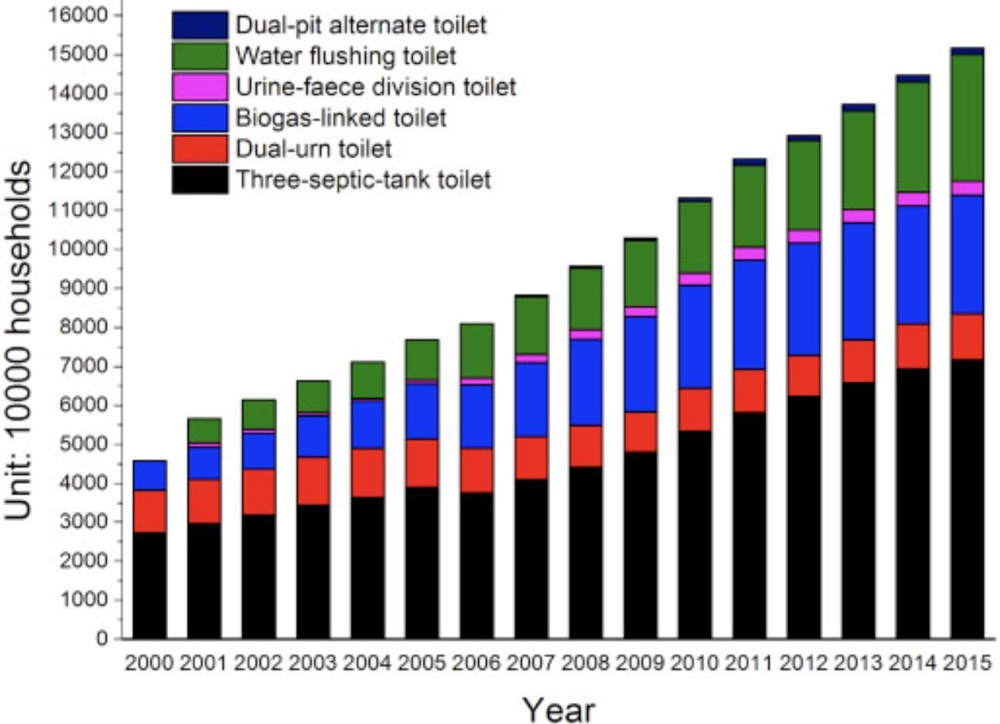 16000
15000
14000
13000
12000
11000
10000
9000
8000
7000
6000
5000
4000
3000
2000
1000
0
Unit: 10000 households
Dual-pit alternate toilet
Water flushing toilet
Urine-faece division toilet
Biogas-linked toilet
Dual-urn toilet
Three-septic-tank toilet
2000 2001 2002 2003 2004 2005 2006 2007 2008 2009 2010 2011 2012 2013 2014 2015
Year